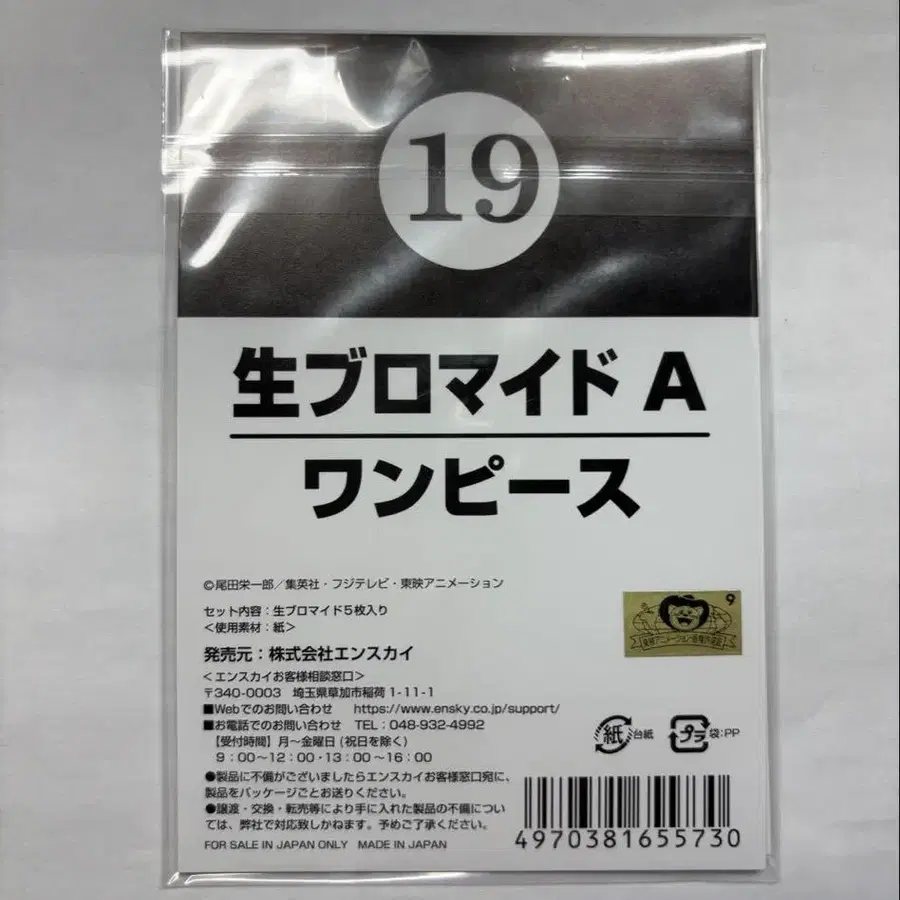 19
生ブロマイド A
ワンピース
©尾田栄一郎／集英社・フジテレビ・東映アニメーション
セット内容：生ブロマイド5枚入り
＜使用素材：紙＞
発売元：株式会社エンスカイ
＜エンスカイお客様相談窓口＞
〒340-0003 埼玉県草加市稲荷 1-11-1
■Webでのお問い合わせ https://www.ensky.co.jp/support/
■お電話でのお問い合わせ TEL：048-932-4992
【受付時間】月～金曜日(祝日を除く)
9：00～12：00・13：00～16：00
●製品に不備がございましたらエンスカイお客様窓口宛に、
製品をパッケージごとお送りください。
●譲渡・交換・転売等により手に入れた製品の不備につい
ては、弊社で対応致しかねます。予めご了承ください。
FOR SALE IN JAPAN ONLY MADE IN JAPAN
9
紙 台紙
プラ 袋:PP
4970381655730